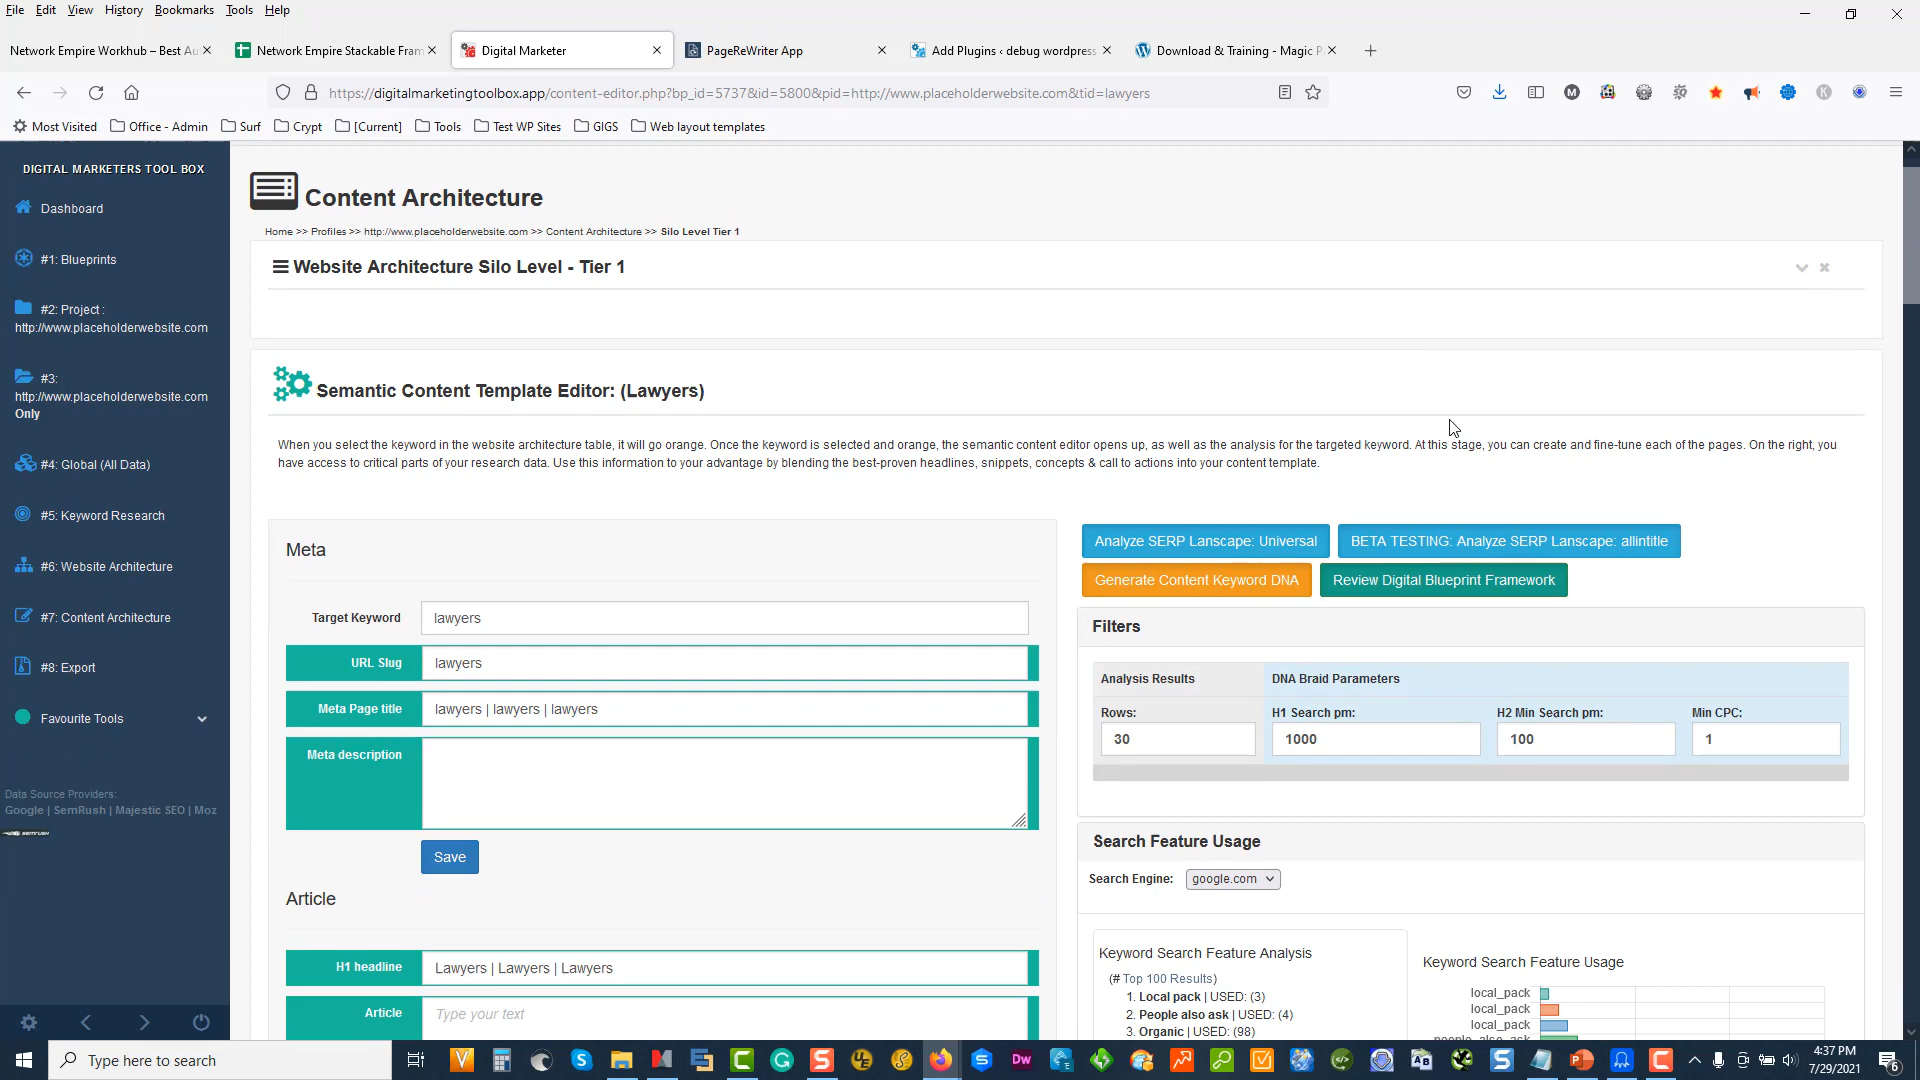 File Edit View History Bookmarks Tools Help
Network Empire Workhub – Best Au
Network Empire Stackable Fram
Digital Marketer
PageReWriter App
Add Plugins ‹ debug wordpress
Download & Training - Magic P
https://digitalmarketingtoolbox.app/content-editor.php?bp_id=5737&id=5800&pid=http://www.placeholderwebsite.com&tid=lawyers
Most Visited Office - Admin Surf Crypt [Current] Tools Test WP Sites GIGS Web layout templates
DIGITAL MARKETERS TOOL BOX
Dashboard
#1: Blueprints
#2: Project :
http://www.placeholderwebsite.com
#3:
http://www.placeholderwebsite.com
Only
#4: Global (All Data)
#5: Keyword Research
#6: Website Architecture
#7: Content Architecture
#8: Export
Favourite Tools
Data Source Providers:
Google | SemRush | Majestic SEO | Moz
SEMRUSH
Content Architecture
Home >> Profiles >> http://www.placeholderwebsite.com >> Content Architecture >> Silo Level Tier 1
Website Architecture Silo Level - Tier 1
Semantic Content Template Editor: (Lawyers)
When you select the keyword in the website architecture table, it will go orange. Once the keyword is selected and orange, the semantic content editor opens up, as well as the analysis for the targeted keyword. At this stage, you can create and fine-tune each of the pages. On the right, you
have access to critical parts of your research data. Use this information to your advantage by blending the best-proven headlines, snippets, concepts & call to actions into your content template.
Meta
Target Keyword lawyers
URL Slug lawyers
Meta Page title lawyers | lawyers | lawyers
Meta description
Save
Article
H1 headline Lawyers | Lawyers | Lawyers
Article Type your text
Analyze SERP Lanscape: Universal
BETA TESTING: Analyze SERP Lanscape: allintitle
Generate Content Keyword DNA
Review Digital Blueprint Framework
Filters
Analysis Results DNA Braid Parameters
Rows: H1 Search pm: H2 Min Search pm: Min CPC:
30 1000 100 1
Search Feature Usage
Search Engine: google.com
Keyword Search Feature Analysis
(# Top 100 Results)
1. Local pack | USED: (3)
2. People also ask | USED: (4)
3. Organic | USED: (98)
Keyword Search Feature Usage
local_pack
local_pack
local_pack
people_also_ask
Type here to search
4:37 PM
7/29/2021
6